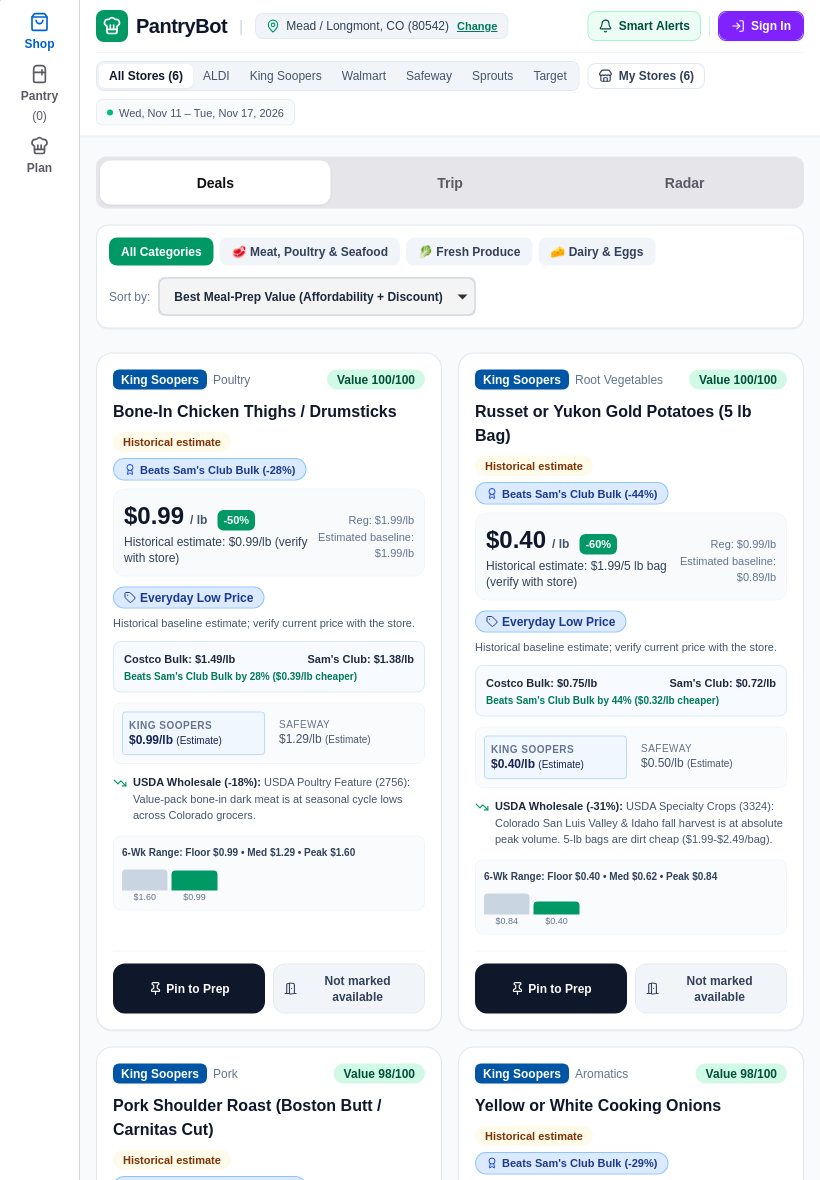 PantryBot
Mead / Longmont, CO (80542) Change
Smart Alerts
Sign In
Shop
Pantry
(0)
Plan
All Stores (6) ALDI King Soopers Walmart Safeway Sprouts Target
My Stores (6)
Wed, Nov 11 – Tue, Nov 17, 2026
Deals Trip Radar
All Categories 🥩 Meat, Poultry & Seafood 🥬 Fresh Produce 🧀 Dairy & Eggs
Sort by: Best Meal-Prep Value (Affordability + Discount)
King Soopers Poultry Value 100/100
Bone-In Chicken Thighs / Drumsticks
Historical estimate
Beats Sam's Club Bulk (-28%)
$0.99 / lb -50%
Historical estimate: $0.99/lb (verify
with store)
Reg: $1.99/lb
Estimated baseline:
$1.99/lb
Everyday Low Price
Historical baseline estimate; verify current price with the store.
Costco Bulk: $1.49/lb Sam's Club: $1.38/lb
Beats Sam's Club Bulk by 28% ($0.39/lb cheaper)
KING SOOPERS
$0.99/lb (Estimate)
SAFEWAY
$1.29/lb (Estimate)
USDA Wholesale (-18%): USDA Poultry Feature (2756):
Value-pack bone-in dark meat is at seasonal cycle lows
across Colorado grocers.
6-Wk Range: Floor $0.99 • Med $1.29 • Peak $1.60
$1.60 $0.99
Pin to Prep
Not marked
available
King Soopers Root Vegetables Value 100/100
Russet or Yukon Gold Potatoes (5 lb
Bag)
Historical estimate
Beats Sam's Club Bulk (-44%)
$0.40 / lb -60%
Historical estimate: $1.99/5 lb bag
(verify with store)
Reg: $0.99/lb
Estimated baseline:
$0.89/lb
Everyday Low Price
Historical baseline estimate; verify current price with the store.
Costco Bulk: $0.75/lb Sam's Club: $0.72/lb
Beats Sam's Club Bulk by 44% ($0.32/lb cheaper)
KING SOOPERS
$0.40/lb (Estimate)
SAFEWAY
$0.50/lb (Estimate)
USDA Wholesale (-31%): USDA Specialty Crops (3324):
Colorado San Luis Valley & Idaho fall harvest is at absolute
peak volume. 5-lb bags are dirt cheap ($1.99-$2.49/bag).
6-Wk Range: Floor $0.40 • Med $0.62 • Peak $0.84
$0.84 $0.40
Pin to Prep
Not marked
available
King Soopers Pork Value 98/100
Pork Shoulder Roast (Boston Butt /
Carnitas Cut)
Historical estimate
King Soopers Aromatics Value 98/100
Yellow or White Cooking Onions
Historical estimate
Beats Sam's Club Bulk (-29%)